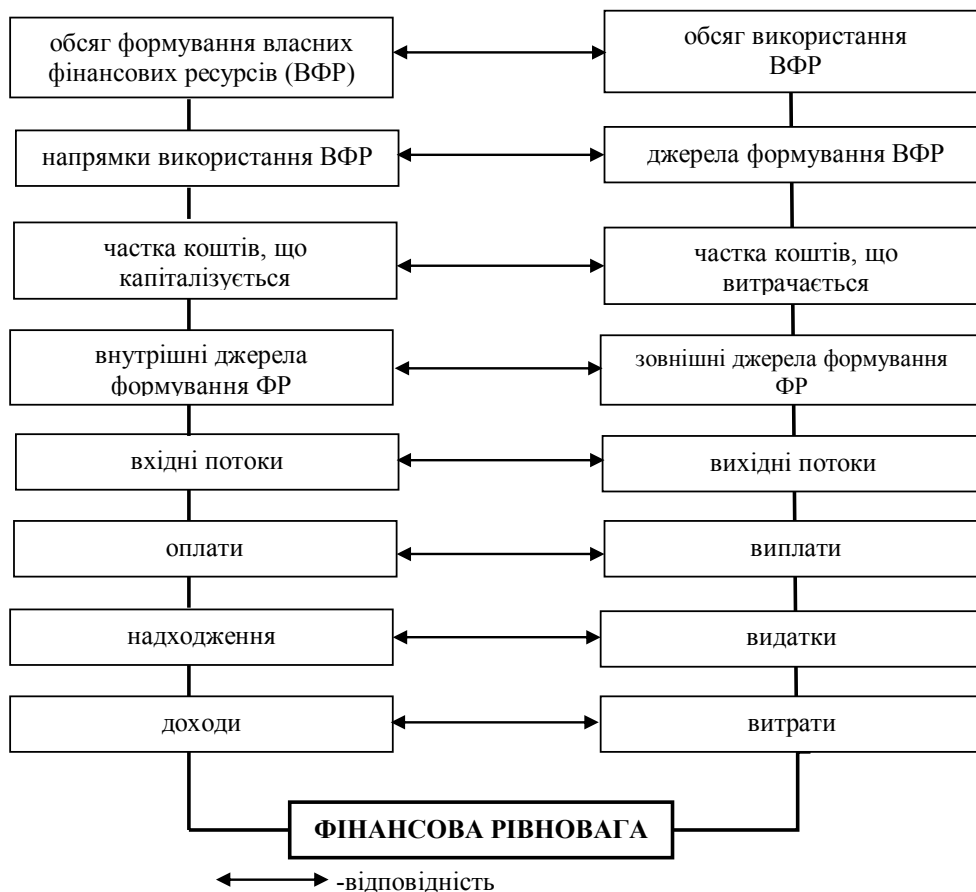 обсяг формування власних
фінансових ресурсів (ВФР)
обсяг використання
ВФР
напрямки використання ВФР
джерела формування ВФР
частка коштів, що
капіталізується
частка коштів, що
витрачається
внутрішні джерела
формування ФР
зовнішні джерела формування
ФР
вхідні потоки
вихідні потоки
оплати
виплати
надходження
видатки
доходи
витрати
ФІНАНСОВА РІВНОВАГА
-відповідність